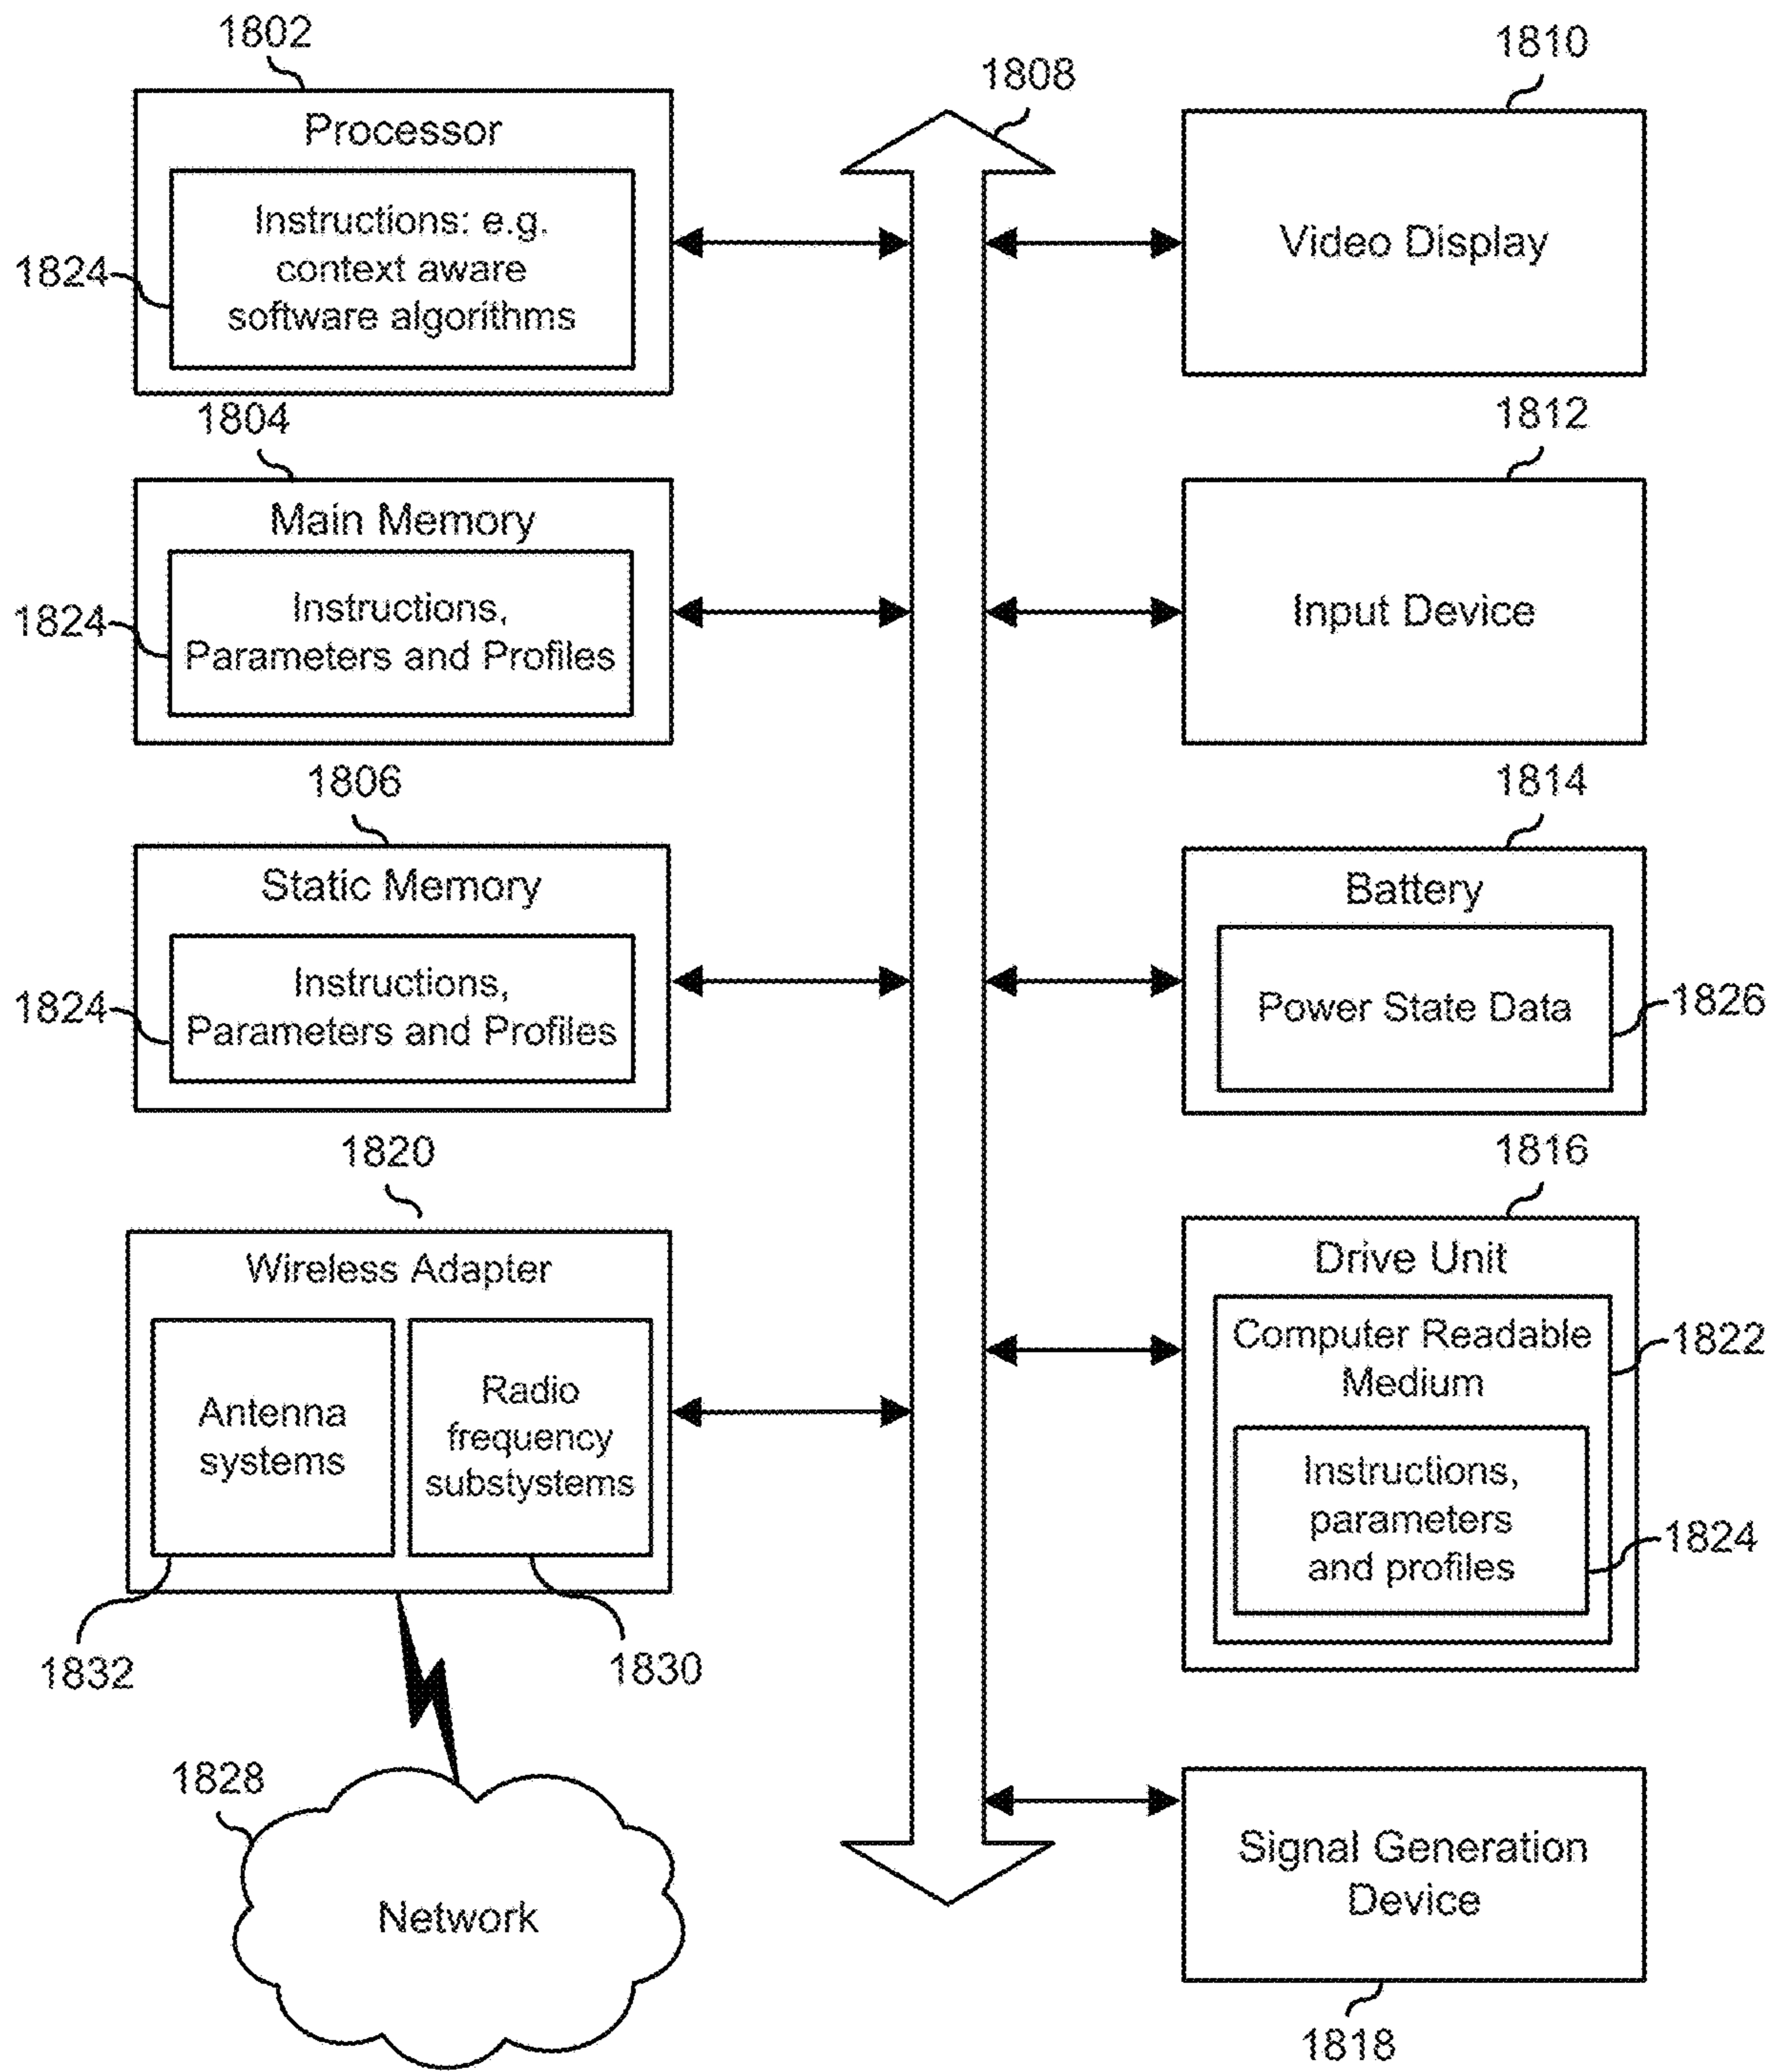 1802
Processor
Instructions: e.g.
context aware
software algorithms
1824
1804
Main Memory
Instructions,
Parameters and Profiles
1824
1806
Static Memory
Instructions,
Parameters and Profiles
1824
1820
Wireless Adapter
Antenna
systems
Radio
frequency
substystems
1832
1830
1828
Network
1808
1810
Video Display
1812
Input Device
1814
Battery
Power State Data
1826
1816
Drive Unit
Computer Readable
Medium
1822
Instructions,
parameters
and profiles
1824
Signal Generation
Device
1818